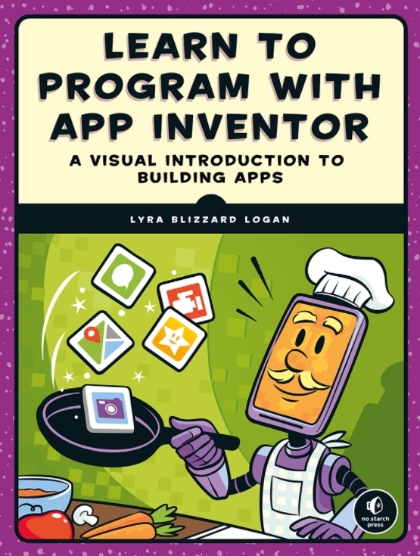 LEARN TO
PROGRAM WITH
APP INVENTOR
A VISUAL INTRODUCTION TO
BUILDING APPS
LYRA BLIZZARD LOGAN
no starch
press